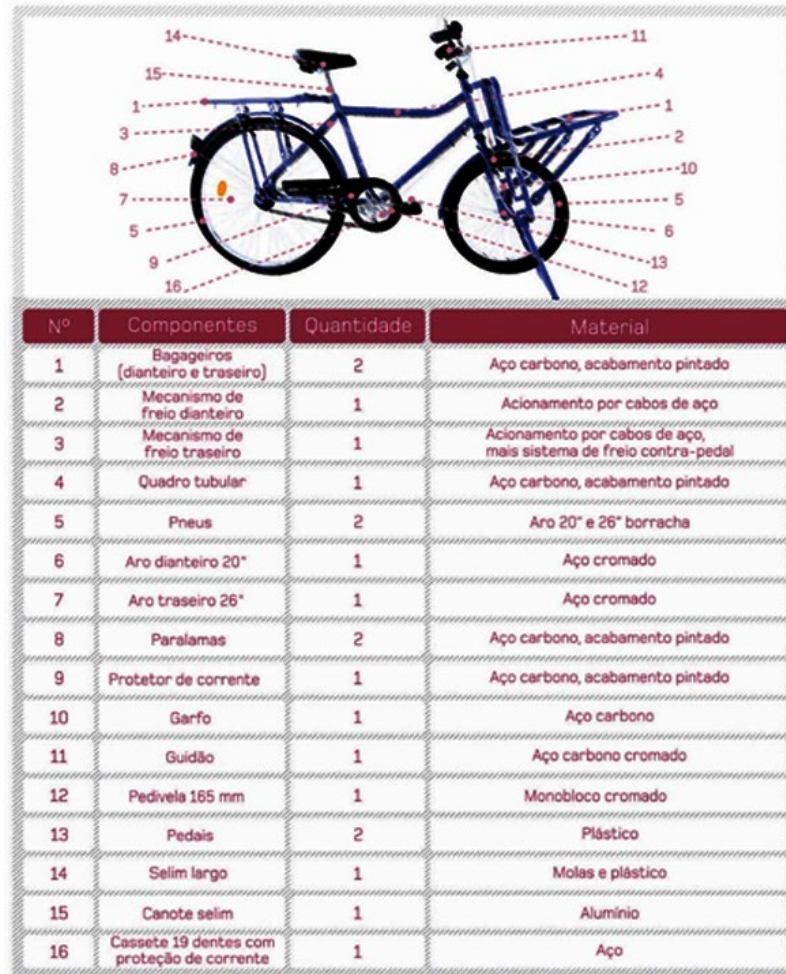 14
11
15
4
1
1
3
2
8
10
7
5
5
6
9
13
16
12
Nº Componentes Quantidade Material
1 Bagageiros (dianteiro e traseiro) 2 Aço carbono, acabamento pintado
2 Mecanismo de freio dianteiro 1 Acionamento por cabos de aço
3 Mecanismo de freio traseiro 1 Acionamento por cabos de aço, mais sistema de freio contra-pedal
4 Quadro tubular 1 Aço carbono, acabamento pintado
5 Pneus 2 Aro 20" e 26" borracha
6 Aro dianteiro 20" 1 Aço cromado
7 Aro traseiro 26" 1 Aço cromado
8 Paralamas 2 Aço carbono, acabamento pintado
9 Protetor de corrente 1 Aço carbono, acabamento pintado
10 Garfo 1 Aço carbono
11 Guidão 1 Aço carbono cromado
12 Pedivela 165 mm 1 Monobloco cromado
13 Pedais 2 Plástico
14 Selim largo 1 Molas e plástico
15 Canote selim 1 Alumínio
16 Cassete 19 dentes com proteção de corrente 1 Aço